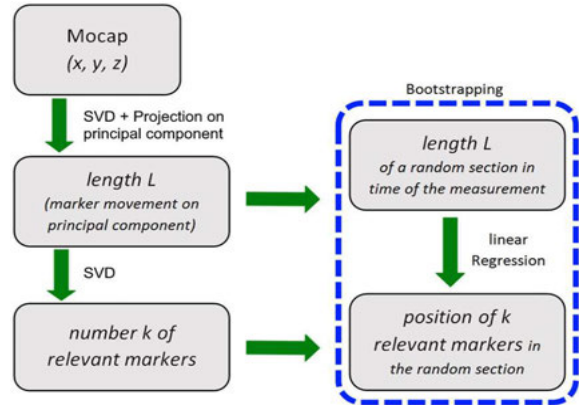 Mocap
(x, y, z)
SVD + Projection on
principal component
length L
(marker movement on
principal component)
SVD
number k of
relevant markers
Bootstrapping
length L
of a random section in
time of the measurement
linear
Regression
position of k
relevant markers in
the random section